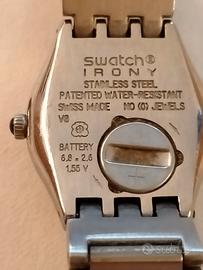 swatch®
IRONY
STAINLESS STEEL
PATENTED WATER-RESISTANT
SWISS MADE NO (0) JEWELS
V8
BATTERY
6,8 x 2,6
1,55 V
subito